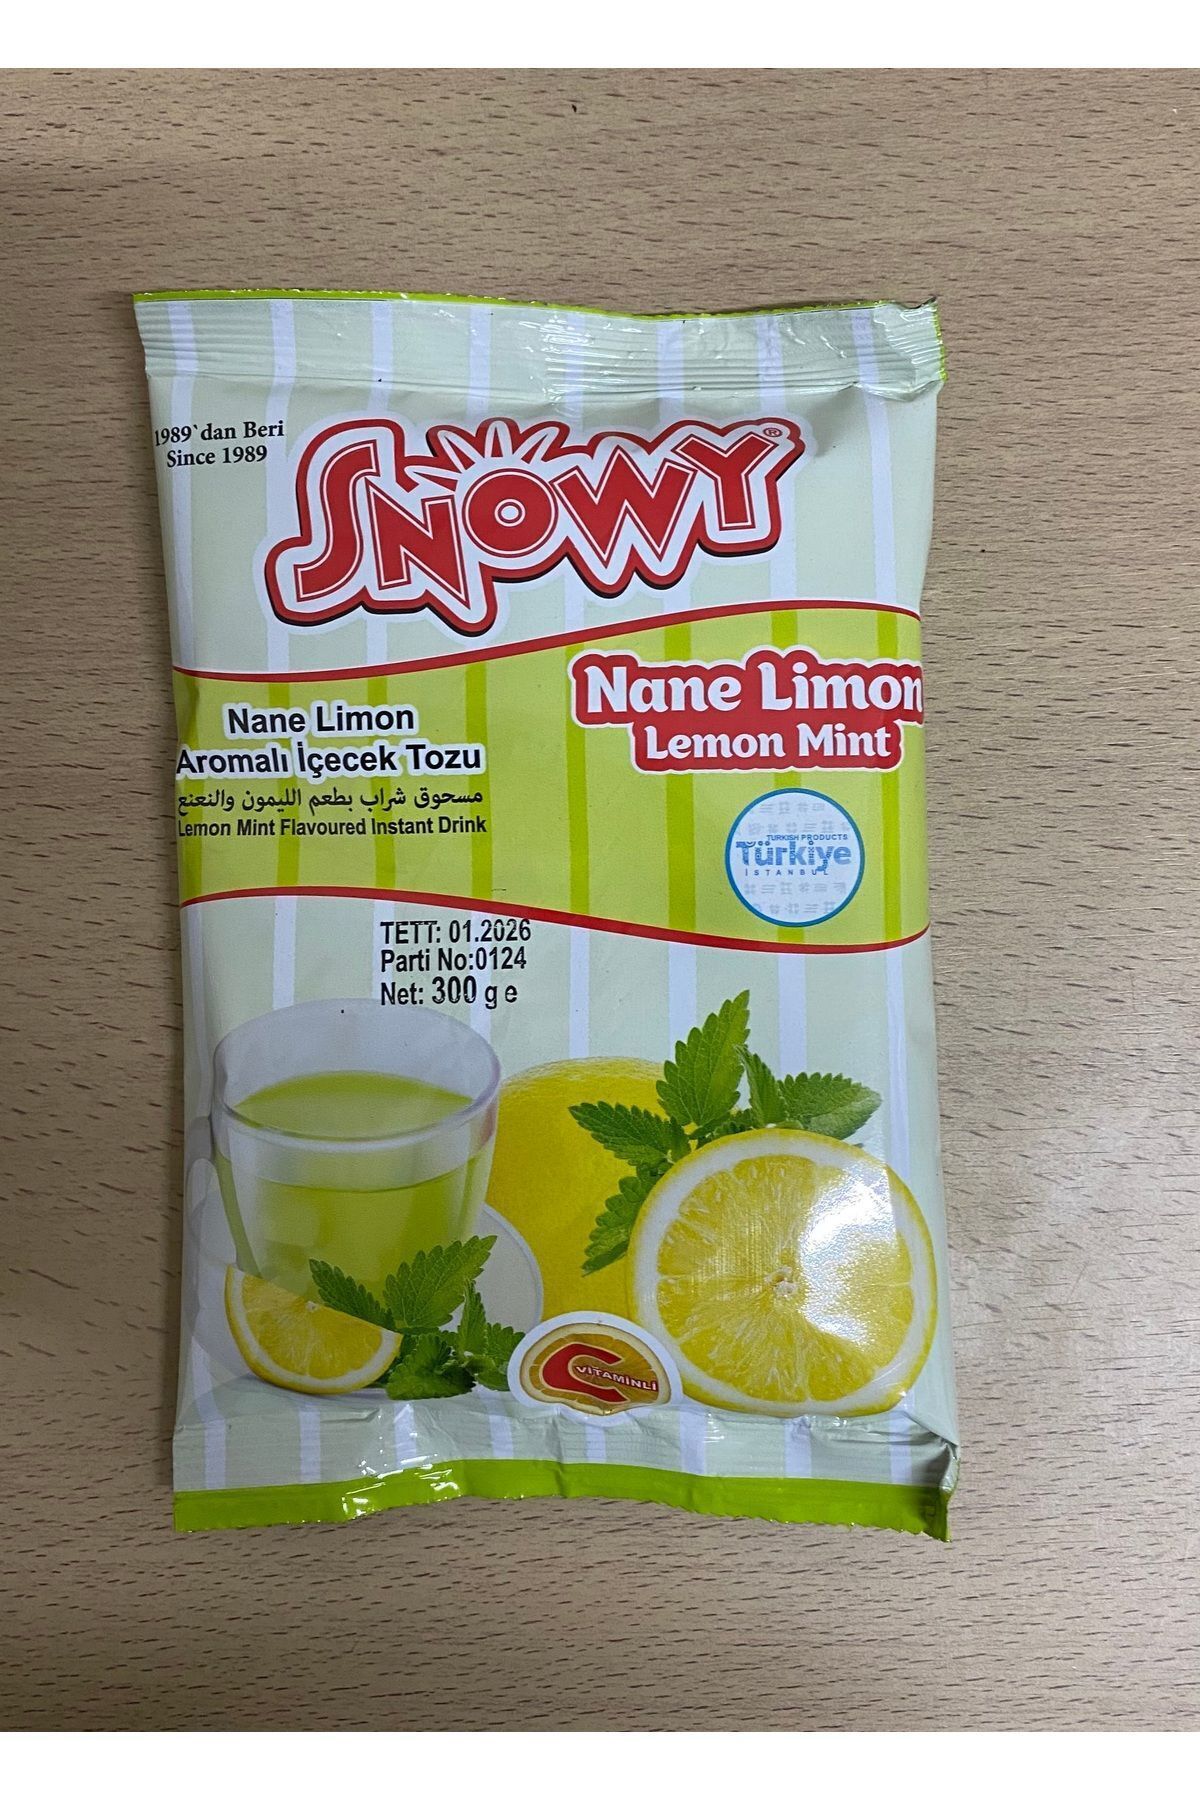 1989`dan Beri
Since 1989
SNOWY®
Nane Limon
Lemon Mint
Nane Limon
Aromalı İçecek Tozu
مسحوق شراب بطعم الليمون والنعنع
Lemon Mint Flavoured Instant Drink
TURKISH PRODUCTS
Türkiye
İSTANBUL
TETT: 01.2026
Parti No:0124
Net: 300 g e
C VİTAMİNLİ